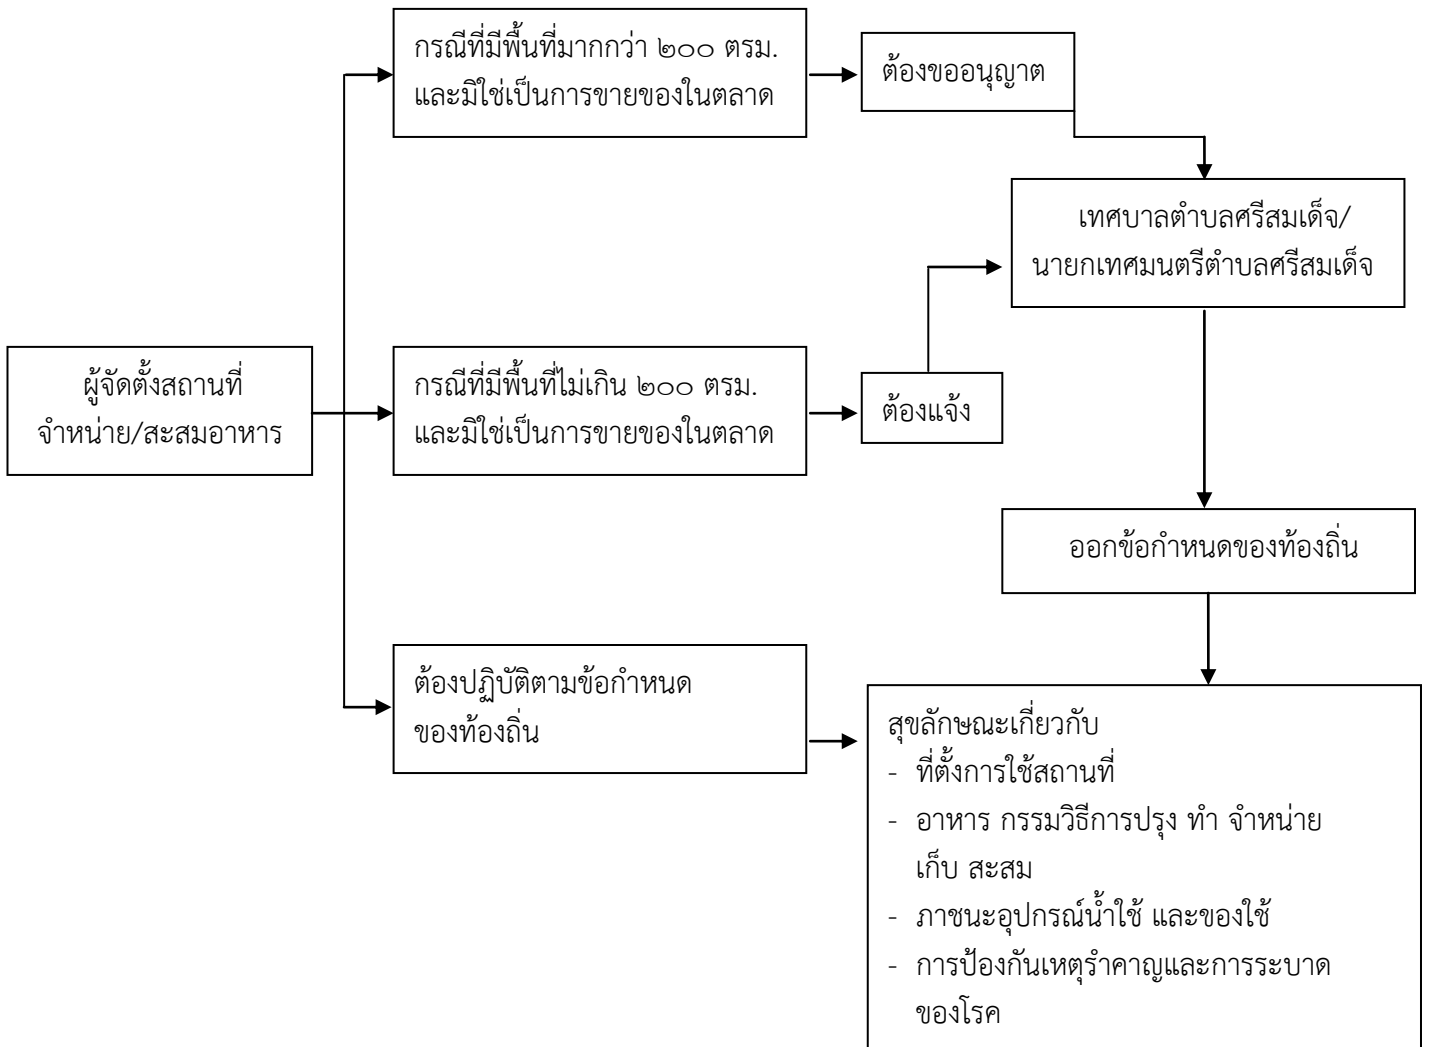 กรณีที่มีพื้นที่มากกว่า ๒๐๐ ตรม.
และมิใช่เป็นการขายของในตลาด
ต้องขออนุญาต
เทศบาลตำบลศรีสมเด็จ/
นายกเทศมนตรีตำบลศรีสมเด็จ
ผู้จัดตั้งสถานที่
จำหน่าย/สะสมอาหาร
กรณีที่มีพื้นที่ไม่เกิน ๒๐๐ ตรม.
และมิใช่เป็นการขายของในตลาด
ต้องแจ้ง
ออกข้อกำหนดของท้องถิ่น
ต้องปฏิบัติตามข้อกำหนด
ของท้องถิ่น
สุขลักษณะเกี่ยวกับ
- ที่ตั้งการใช้สถานที่
- อาหาร กรรมวิธีการปรุง ทำ จำหน่าย
เก็บ สะสม
- ภาชนะอุปกรณ์น้ำใช้ และของใช้
- การป้องกันเหตุรำคาญและการระบาด
ของโรค